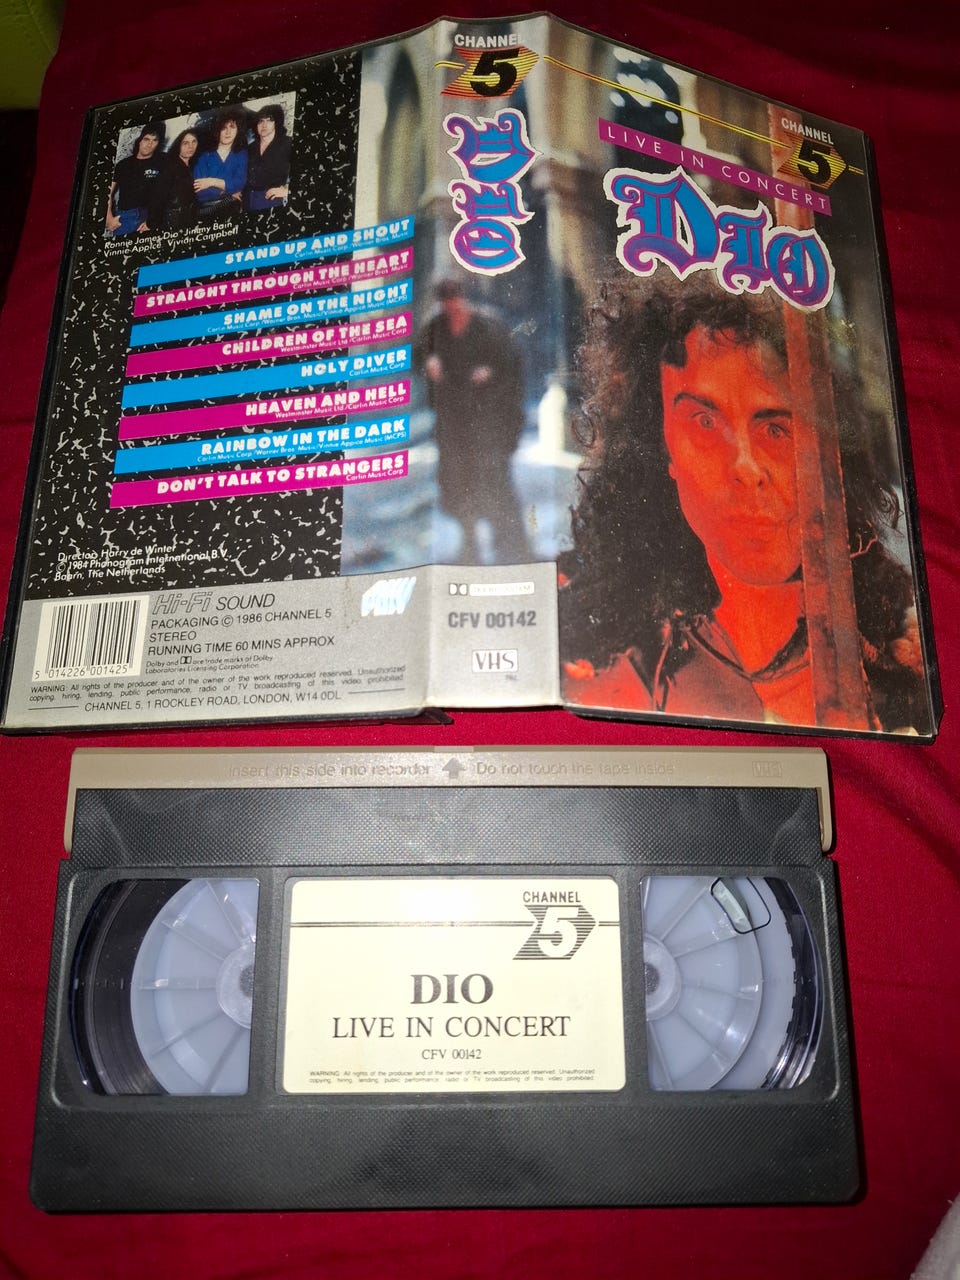 Ronnie James Dio Jimmy Bain
Vinnie Appice Vivian Campbell
STAND UP AND SHOUT
Carlin Music Corp./Warner Bros. Music
STRAIGHT THROUGH THE HEART
Carlin Music Corp/Warner Bros. Music
SHAME ON THE NIGHT
Carlin Music Corp /Warner Bros. Music/Vinnie Appice Music (MCPS)
CHILDREN OF THE SEA
Westminster Music Ltd /Carlin Music Corp
HOLY DIVER
Carlin Music Corp
HEAVEN AND HELL
Westminster Music Ltd /Carlin Music Corp
RAINBOW IN THE DARK
Carlin Music Corp /Warner Bros. Music/Vinnie Appice Music (MCPS)
DON'T TALK TO STRANGERS
Carlin Music Corp
Director: Harry de Winter
© 1984 Phonogram International B.V.
Baarn, The Netherlands
5 014226 001425
Hi-Fi SOUND
PACKAGING © 1986 CHANNEL 5
STEREO
RUNNING TIME 60 MINS APPROX
Dolby and are trade marks of Dolby
Laboratories Licensing Corporation
WARNING: All rights of the producer and of the owner of the work reproduced reserved. Unauthorized
copying, hiring, lending, public performance, radio or TV broadcasting of this video prohibited.
CHANNEL 5, 1 ROCKLEY ROAD, LONDON, W14 0DL
CHANNEL
5
DIO
CFV 00142
VHS
PAL
CHANNEL
5
LIVE IN CONCERT
DIO
Insert this side into recorder Do not touch the tape inside
VHS
CHANNEL
5
DIO
LIVE IN CONCERT
CFV 00142
WARNING: All rights of the producer and of the owner of the work reproduced reserved. Unauthorized
copying, hiring, lending, public performance, radio or TV broadcasting of this video prohibited.